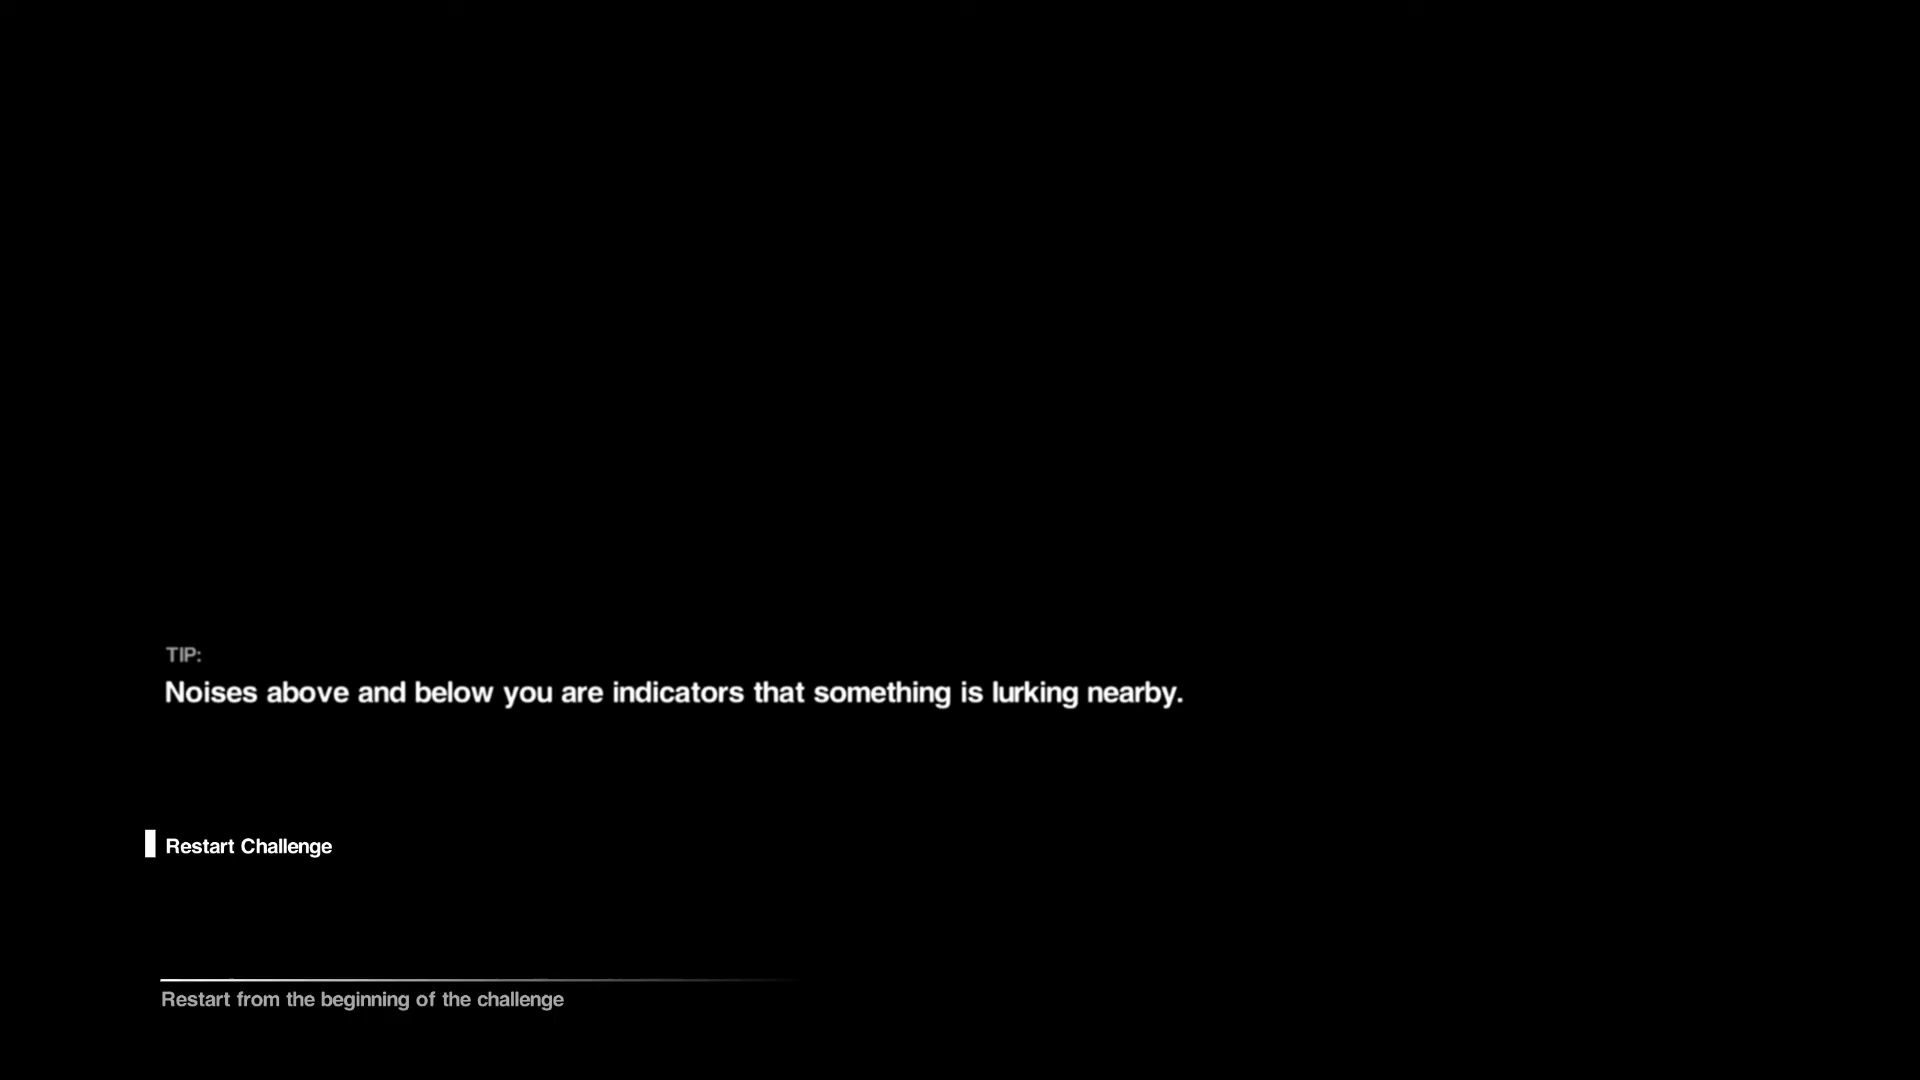 TIP:
Noises above and below you are indicators that something is lurking nearby.
Restart Challenge
Restart from the beginning of the challenge